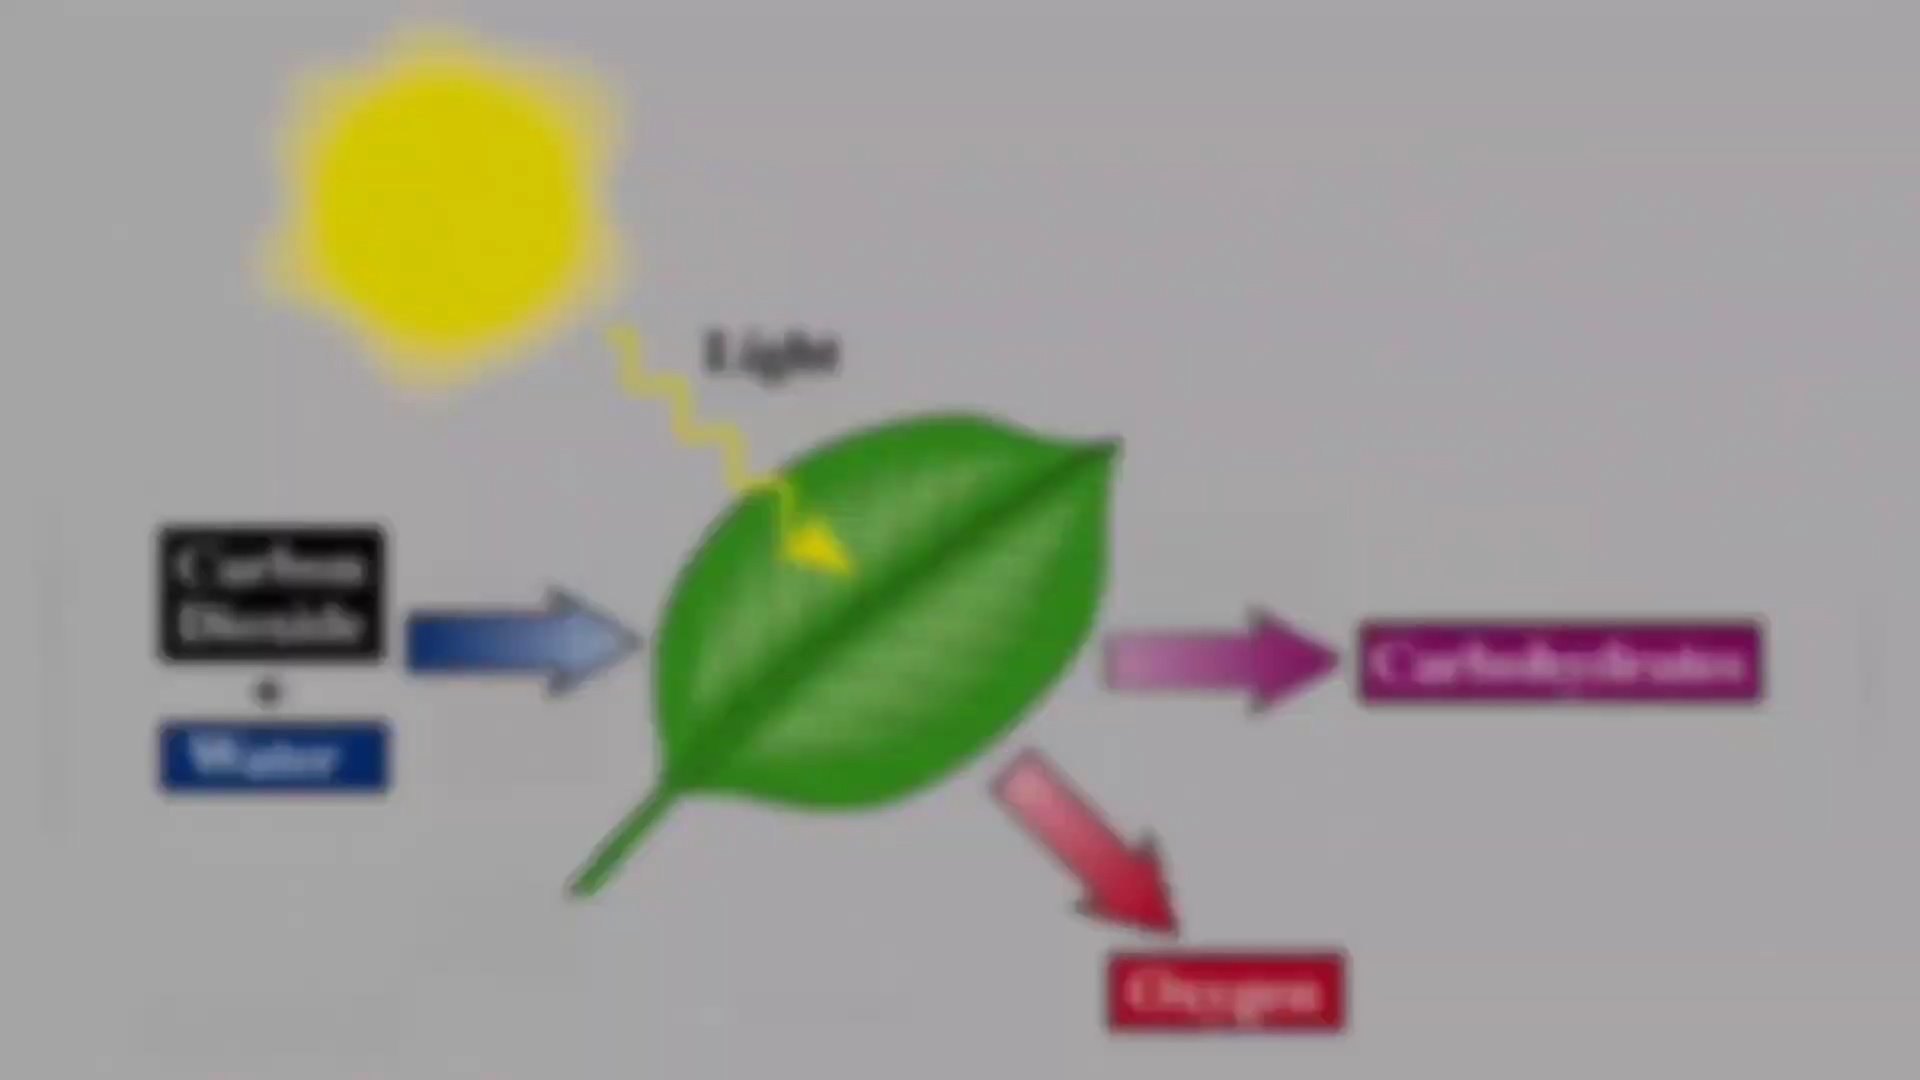 Light
Carbon
Dioxide
+
Water
Carbohydrates
Oxygen